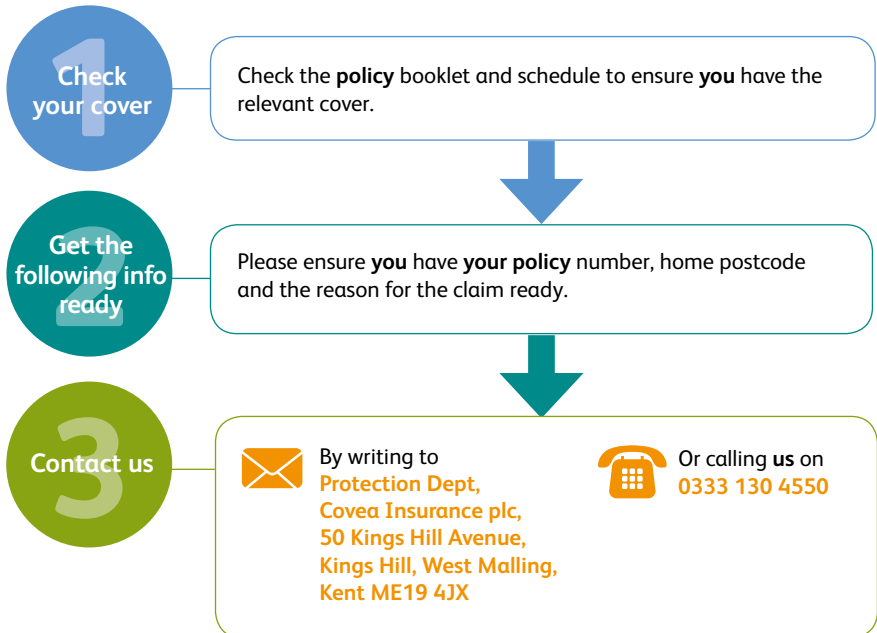 1
Check
your cover
Check the policy booklet and schedule to ensure you have the
relevant cover.
2
Get the
following info
ready
Please ensure you have your policy number, home postcode
and the reason for the claim ready.
3
Contact us
By writing to
Protection Dept,
Covea Insurance plc,
50 Kings Hill Avenue,
Kings Hill, West Malling,
Kent ME19 4JX
Or calling us on
0333 130 4550